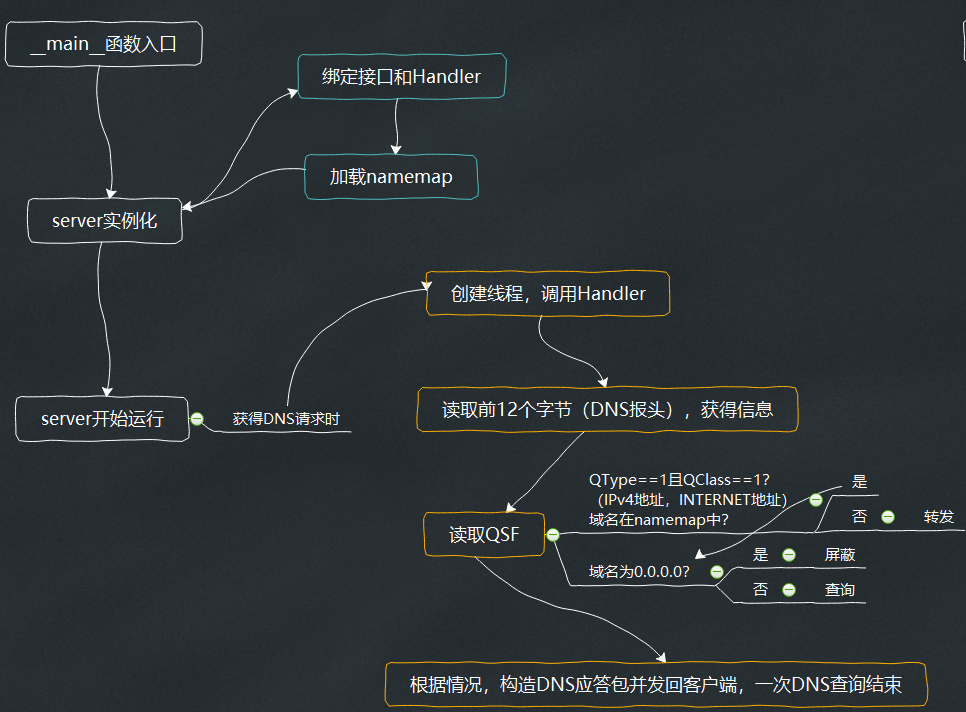 __main__函数入口
绑定接口和Handler
加载namemap
server实例化
创建线程，调用Handler
server开始运行
获得DNS请求时
读取前12个字节（DNS报头），获得信息
读取QSF
QType==1且QClass==1?
（IPv4地址，INTERNET地址）
域名在namemap中?
是
否
转发
域名为0.0.0.0?
是
屏蔽
否
查询
根据情况，构造DNS应答包并发回客户端，一次DNS查询结束